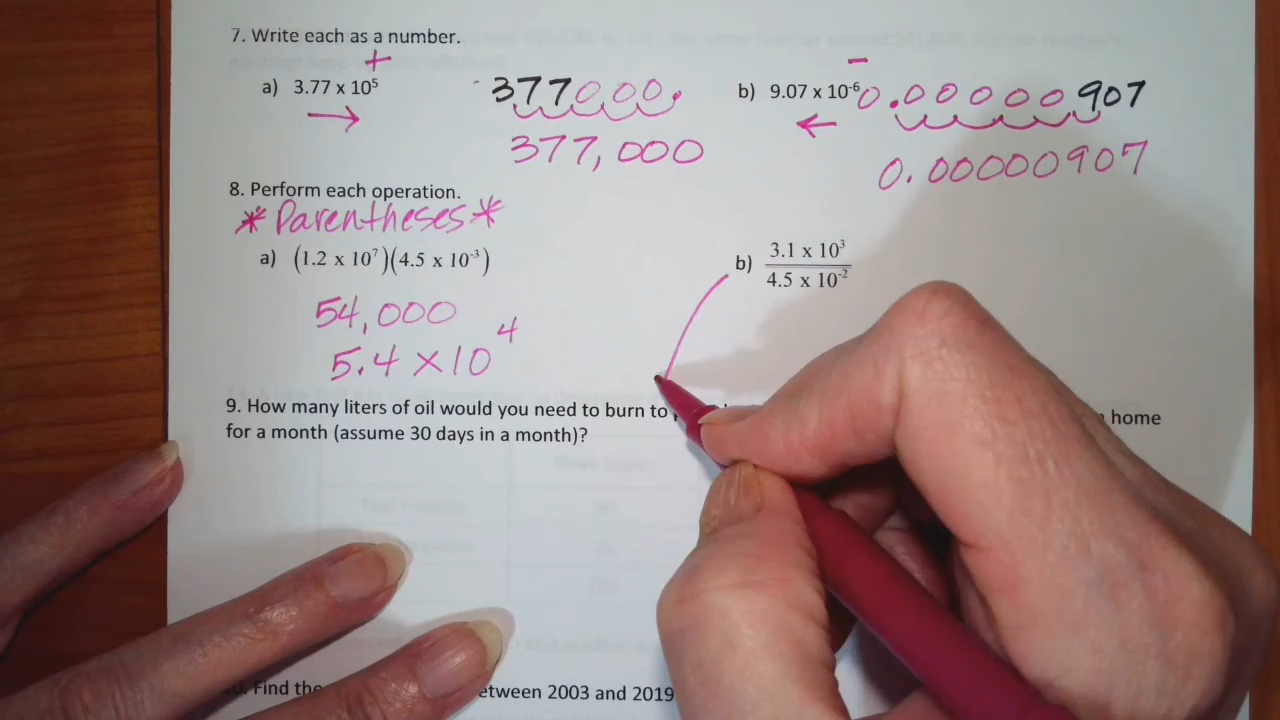 7. Write each as a number.
+
a) 3.77 x 10⁵
377000.
→
377,000
−
b) 9.07 x 10⁻⁶
0.00000907
←
0.00000907
8. Perform each operation.
*Parentheses*
a) (1.2 x 10⁷)(4.5 x 10⁻³)
54,000
5.4 × 10⁴
b) 3.1 x 10³
4.5 x 10⁻²
9. How many liters of oil would you need to burn to home
for a month (assume 30 days in a month)?
Find the between 2003 and 2019